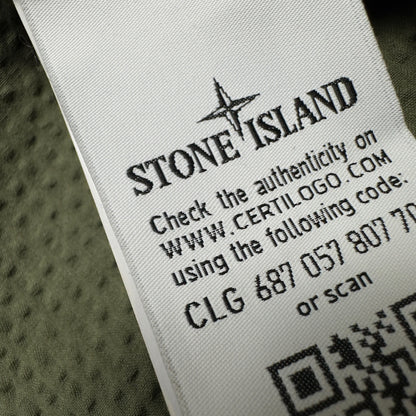 STONE ISLAND
Check the authenticity on
WWW.CERTILOGO.COM
using the following code:
CLG 687 057 807 70
or scan